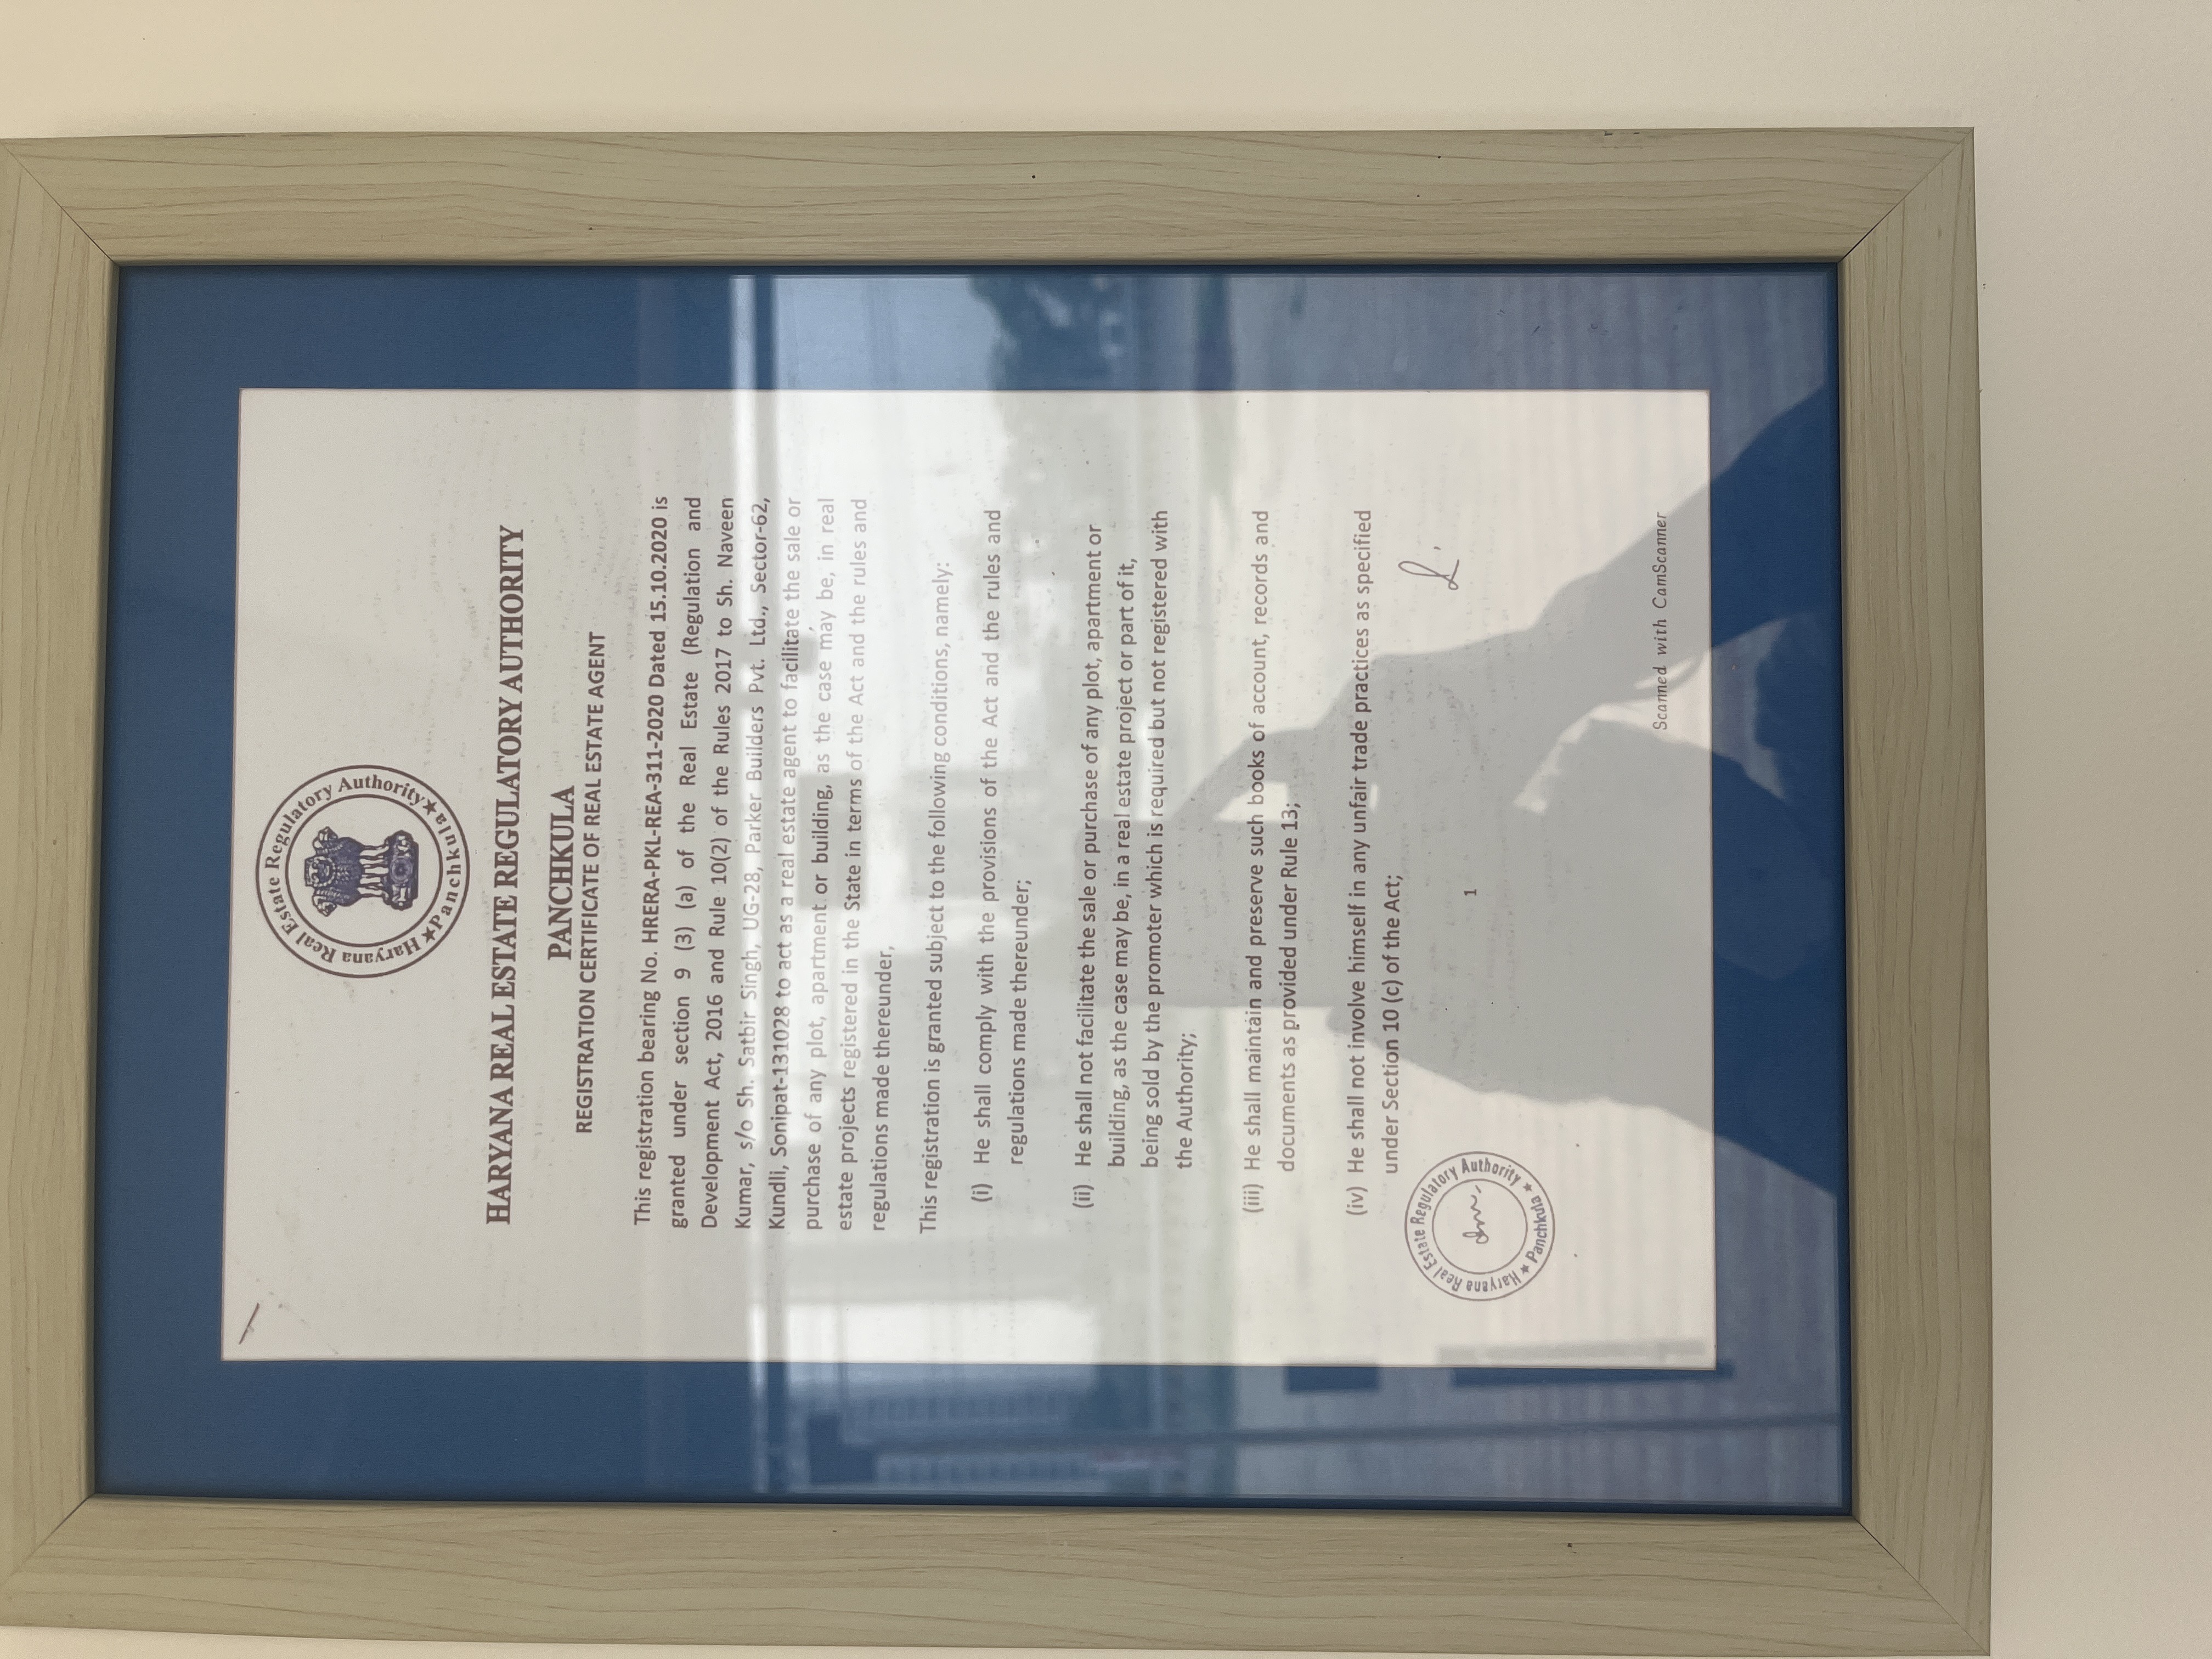 Haryana Real Estate Regulatory Authority
★Panchkula★
HARYANA REAL ESTATE REGULATORY AUTHORITY
PANCHKULA
REGISTRATION CERTIFICATE OF REAL ESTATE AGENT
This registration bearing No. HRERA-PKL-REA-311-2020 Dated 15.10.2020 is
granted under section 9 (3) (a) of the Real Estate (Regulation and
Development Act, 2016 and Rule 10(2) of the Rules 2017 to Sh. Naveen
Kumar, s/o Sh. Satbir Singh, UG-28, Parker Builders Pvt. Ltd., Sector-62,
Kundli, Sonipat-131028 to act as a real estate agent to facilitate the sale or
purchase of any plot, apartment or building, as the case may be, in real
estate projects registered in the State in terms of the Act and the rules and
regulations made thereunder,
This registration is granted subject to the following conditions, namely:
(i) He shall comply with the provisions of the Act and the rules and
regulations made thereunder;
(ii) He shall not facilitate the sale or purchase of any plot, apartment or
building, as the case may be, in a real estate project or part of it,
being sold by the promoter which is required but not registered with
the Authority;
(iii) He shall maintain and preserve such books of account, records and
documents as provided under Rule 13;
(iv) He shall not involve himself in any unfair trade practices as specified
under Section 10 (c) of the Act;
Haryana Real Estate Regulatory Authority
★ Panchkula ★
1
Scanned with CamScanner